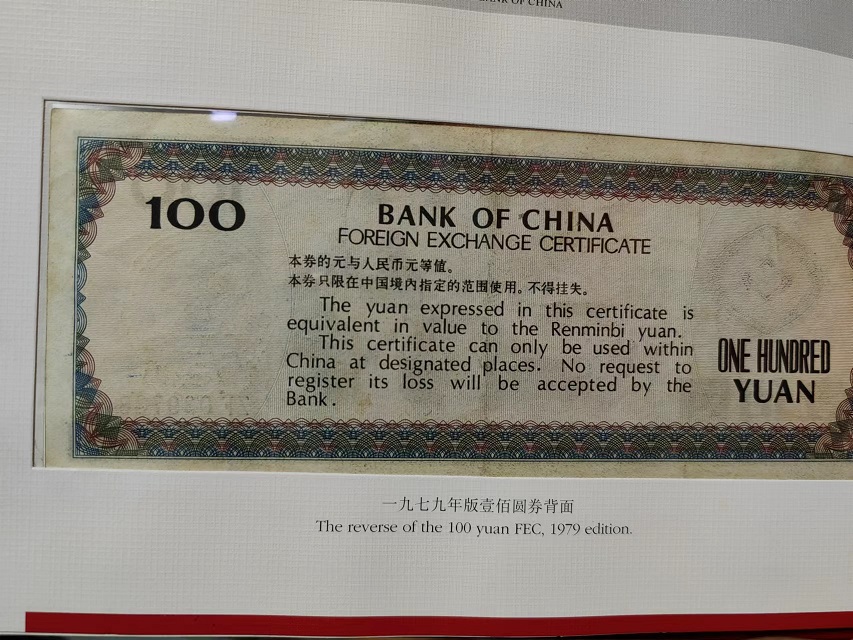 BANK OF CHINA
100
BANK OF CHINA
FOREIGN EXCHANGE CERTIFICATE
本券的元与人民币元等值。
本券只限在中国境内指定的范围使用。不得挂失。
The yuan expressed in this certificate is
equivalent in value to the Renminbi yuan.
This certificate can only be used within
China at designated places. No request to
register its loss will be accepted by the
Bank.
ONE HUNDRED
YUAN
一九七九年版壹佰圆券背面
The reverse of the 100 yuan FEC, 1979 edition.